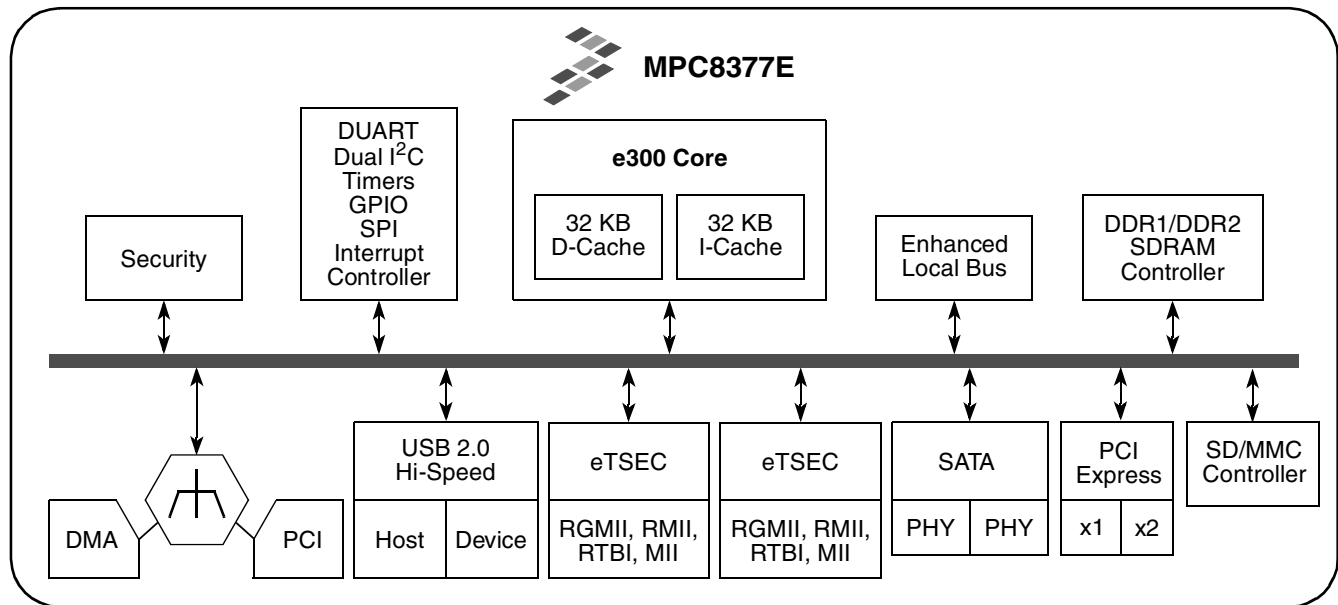 MPC8377E
DUART
Dual I²C
Timers
GPIO
SPI
Interrupt
Controller
e300 Core
32 KB
D-Cache
32 KB
I-Cache
Security
Enhanced
Local Bus
DDR1/DDR2
SDRAM
Controller
USB 2.0
Hi-Speed
Host
Device
eTSEC
RGMII, RMII,
RTBI, MII
eTSEC
RGMII, RMII,
RTBI, MII
SATA
PHY
PHY
PCI
Express
x1
x2
SD/MMC
Controller
DMA
PCI